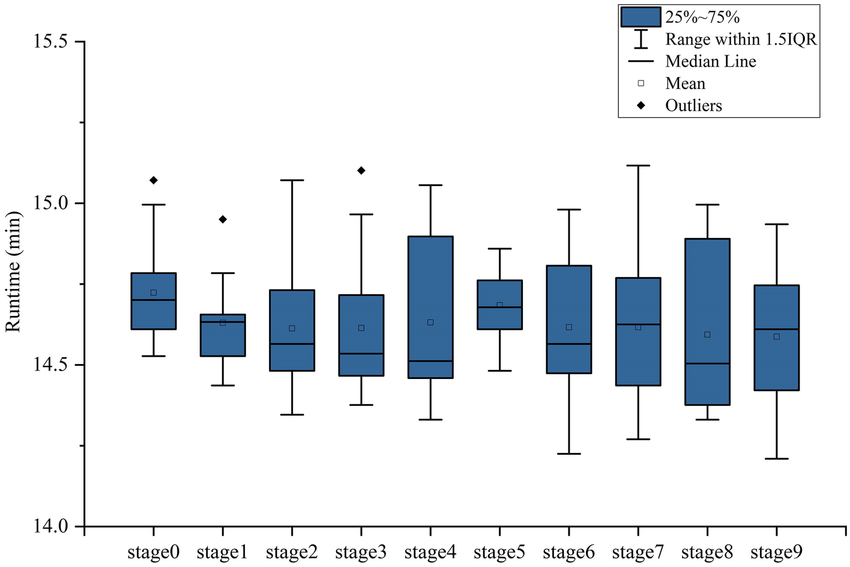 25%~75%
Range within 1.5IQR
Median Line
Mean
Outliers
15.5
15.0
14.5
14.0
Runtime (min)
stage0 stage1 stage2 stage3 stage4 stage5 stage6 stage7 stage8 stage9